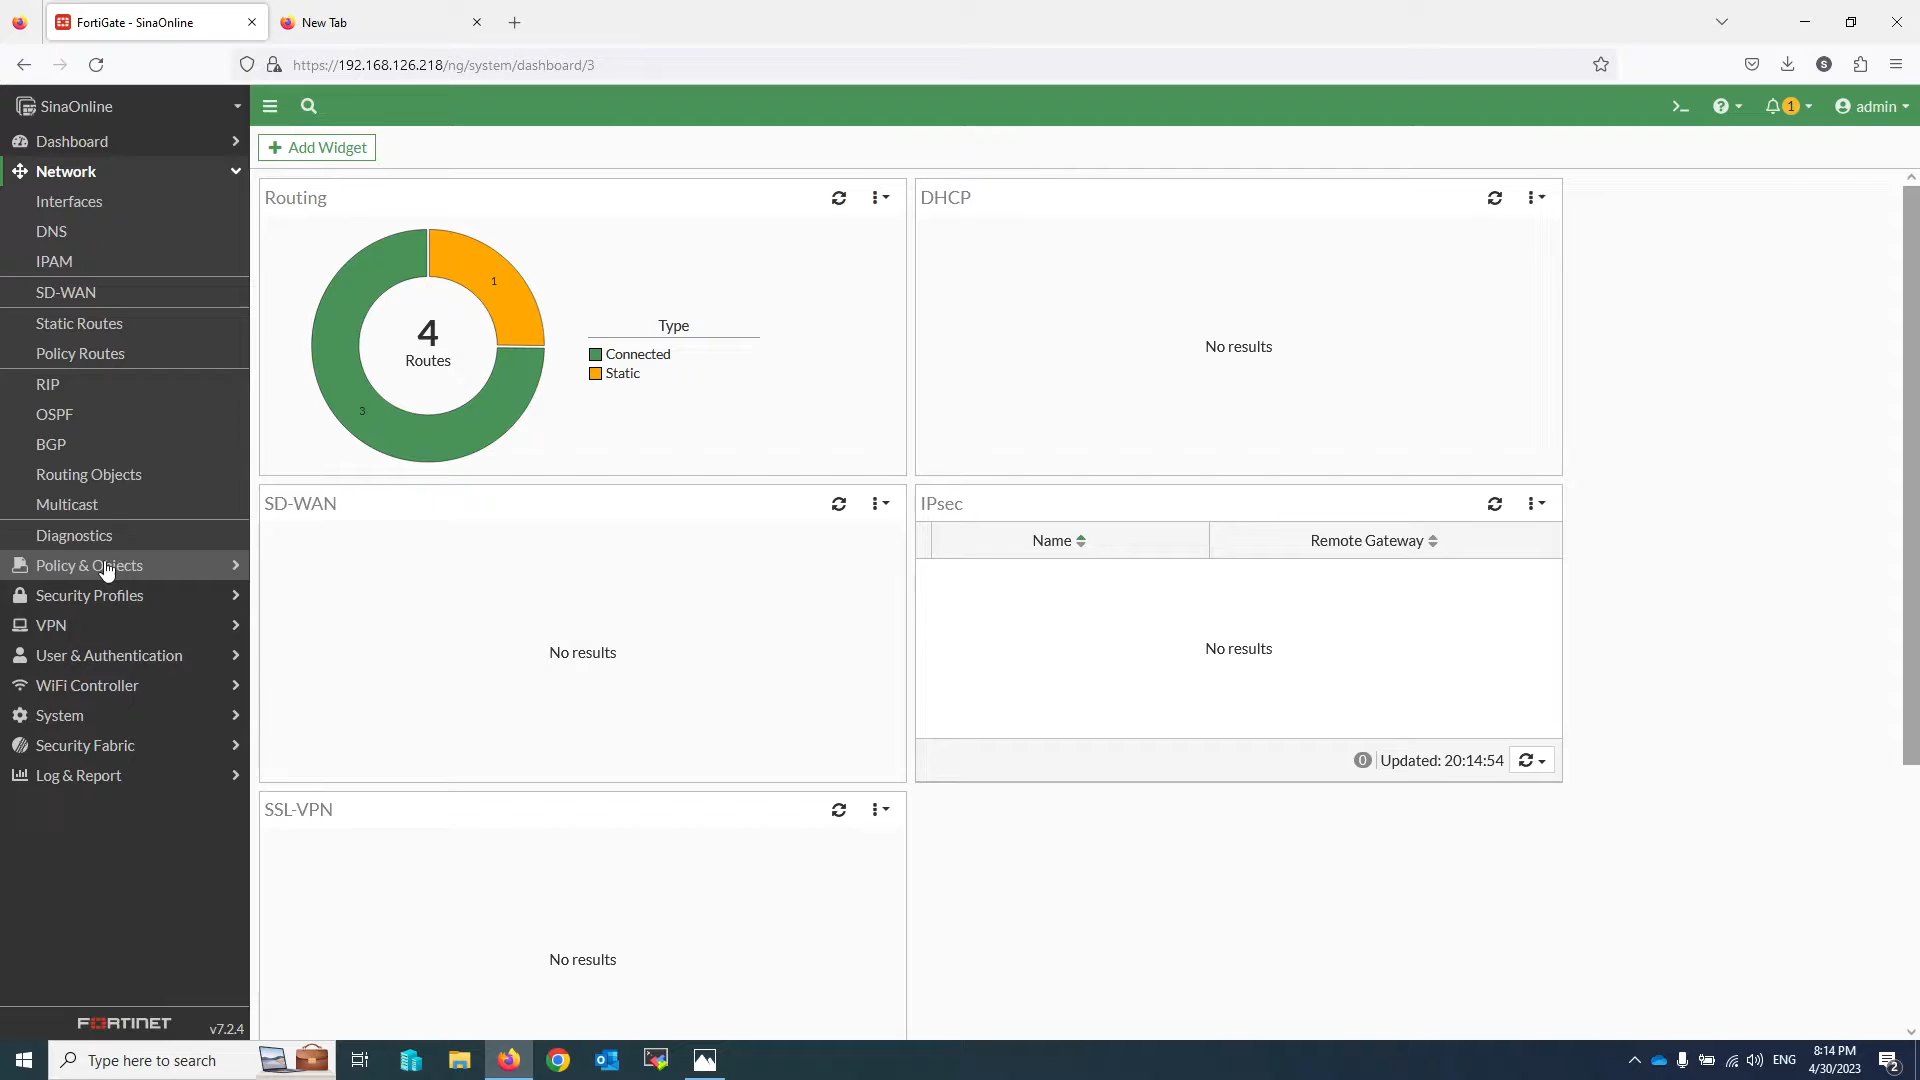 FortiGate - SinaOnline
New Tab
https://192.168.126.218/ng/system/dashboard/3
SinaOnline
1
admin
Dashboard
Network
Interfaces
DNS
IPAM
SD-WAN
Static Routes
Policy Routes
RIP
OSPF
BGP
Routing Objects
Multicast
Diagnostics
Policy & Objects
Security Profiles
VPN
User & Authentication
WiFi Controller
System
Security Fabric
Log & Report
FORTINET
v7.2.4
Add Widget
Routing
1
4
Routes
3
Type
Connected
Static
DHCP
No results
SD-WAN
No results
IPsec
Name
Remote Gateway
No results
0 Updated: 20:14:54
SSL-VPN
No results
Type here to search
ENG
8:14 PM
4/30/2023
2